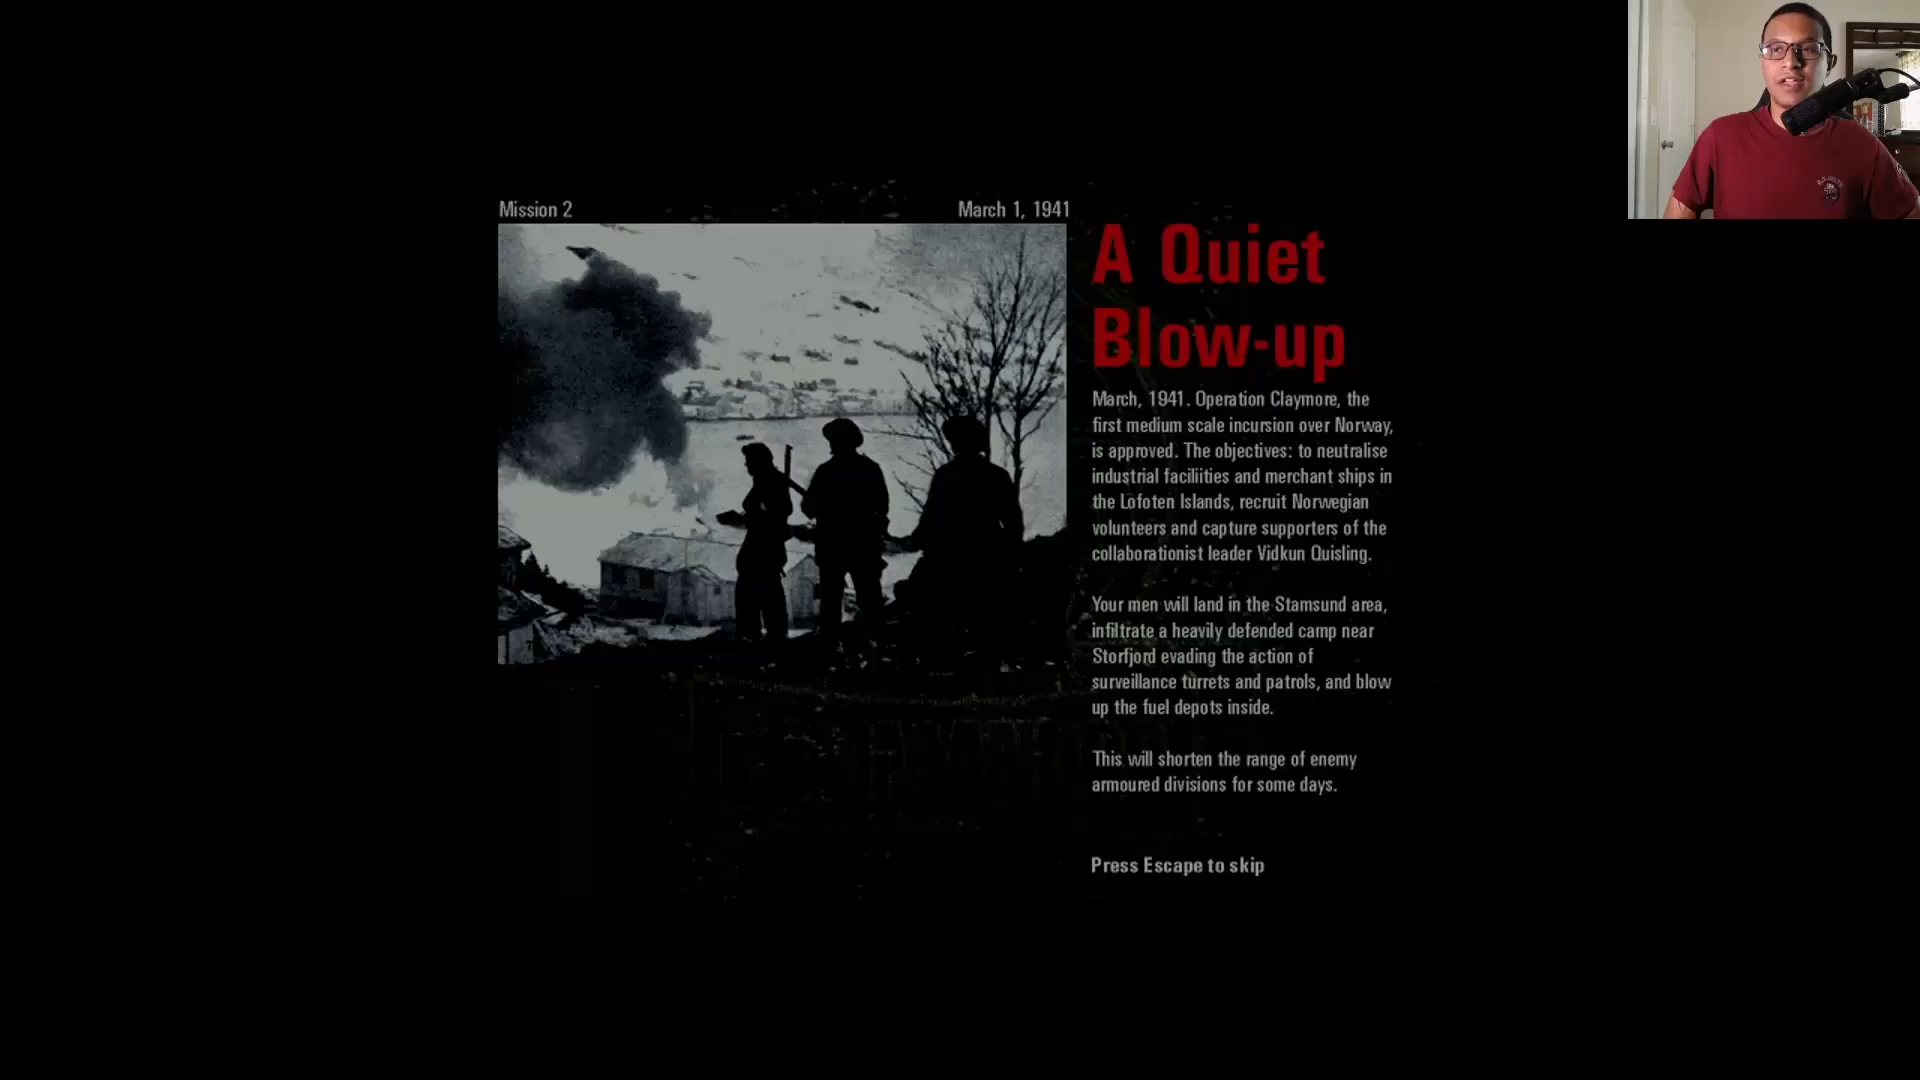 Mission 2
March 1, 1941
A Quiet
Blow-up
March, 1941. Operation Claymore, the
first medium scale incursion over Norway,
is approved. The objectives: to neutralise
industrial faciliities and merchant ships in
the Lofoten Islands, recruit Norwegian
volunteers and capture supporters of the
collaborationist leader Vidkun Quisling.
Your men will land in the Stamsund area,
infiltrate a heavily defended camp near
Storfjord evading the action of
surveillance turrets and patrols, and blow
up the fuel depots inside.
This will shorten the range of enemy
armoured divisions for some days.
Press Escape to skip